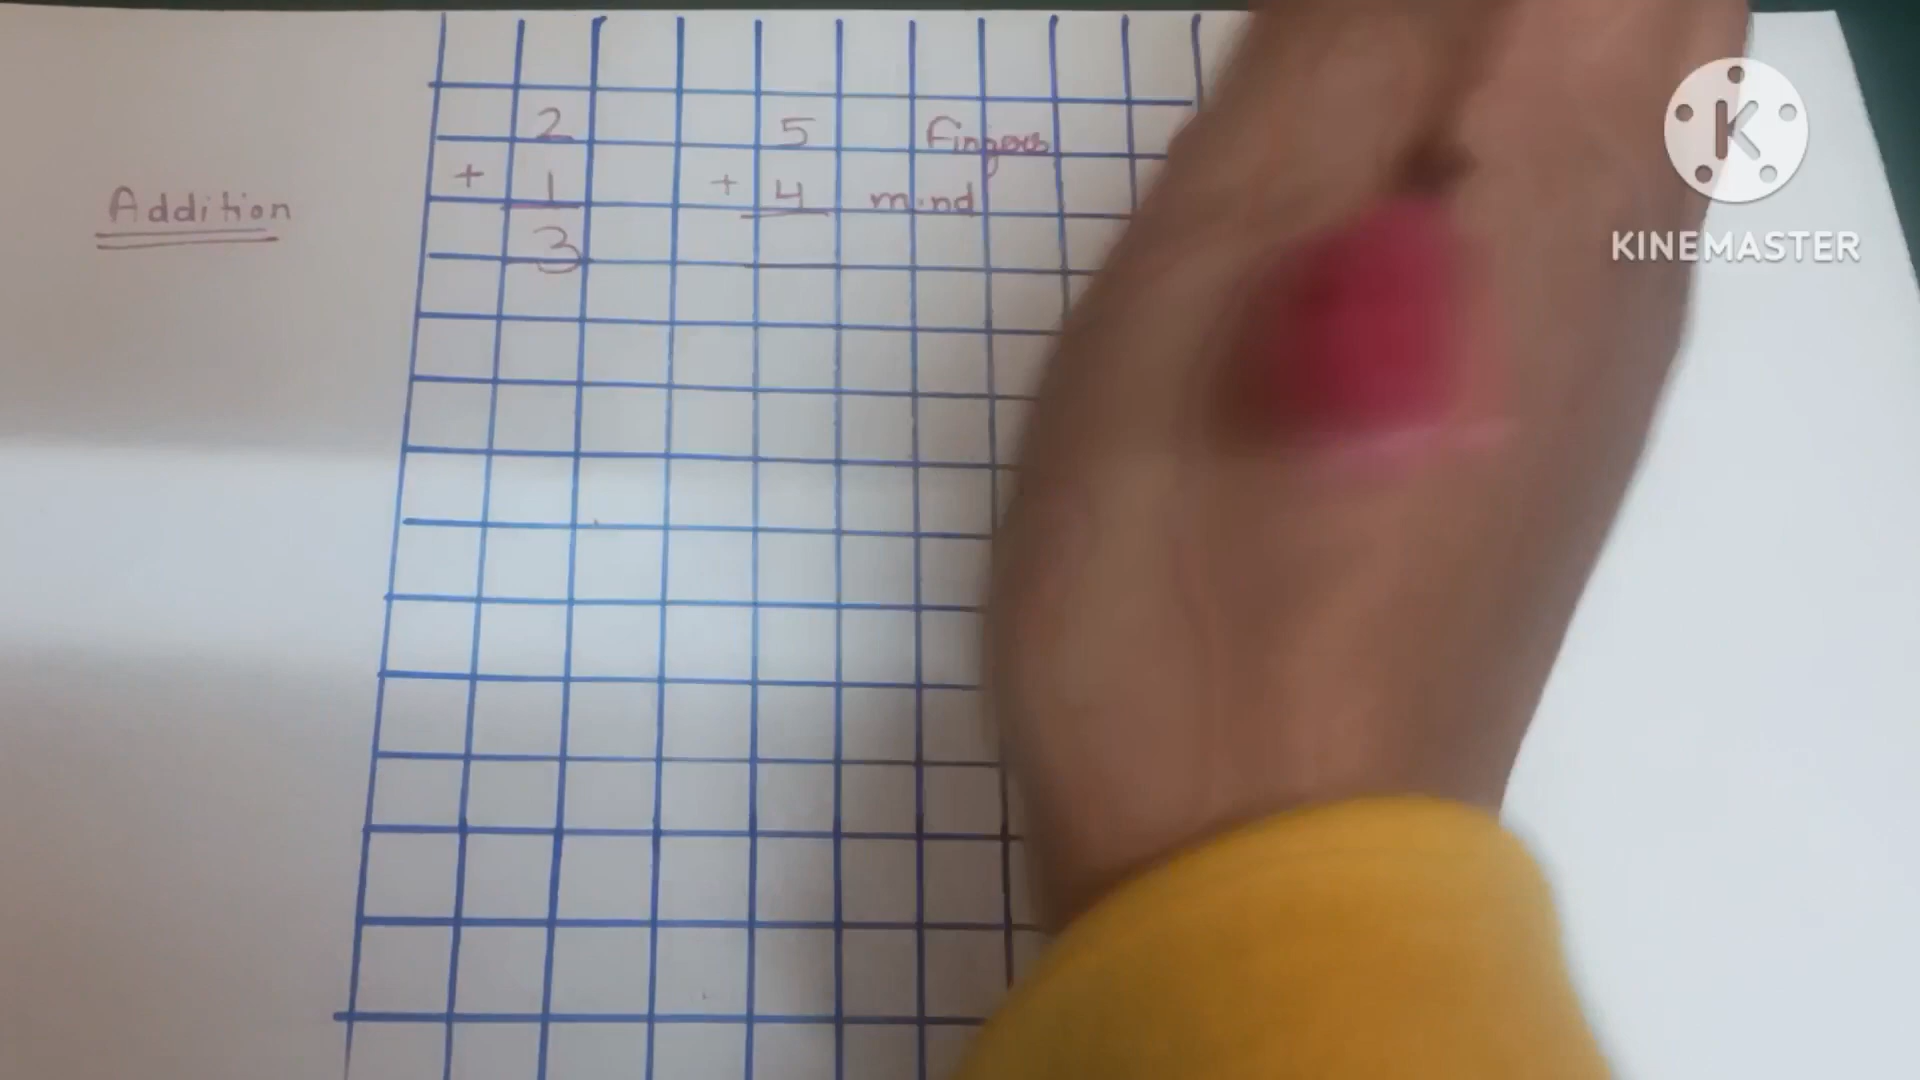 Addition
2
+ 1
3
5 Fingers
+ 4 mind
K
KINEMASTER